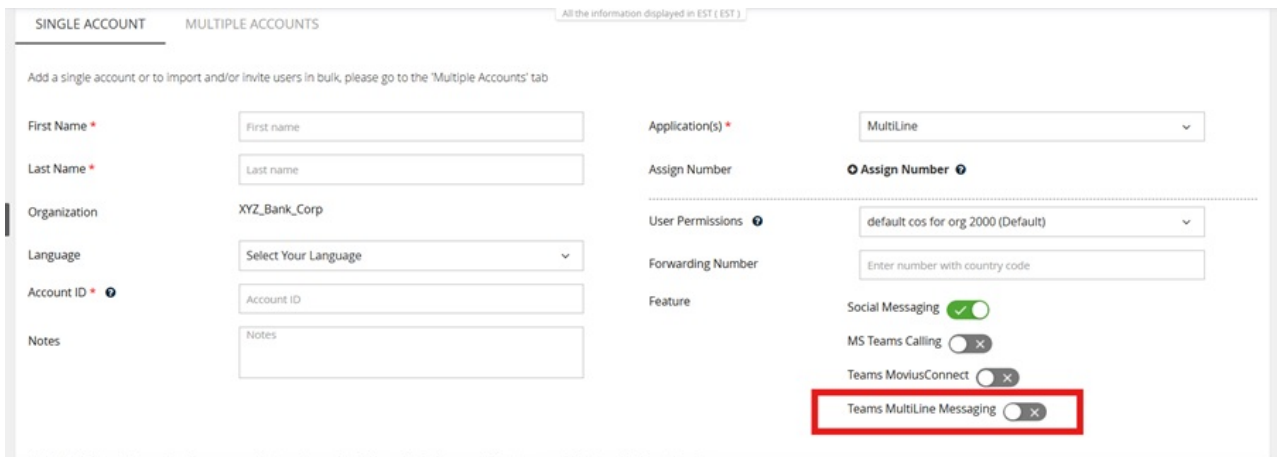 All the information displayed in EST ( EST )
SINGLE ACCOUNT
MULTIPLE ACCOUNTS
Add a single account or to import and/or invite users in bulk, please go to the 'Multiple Accounts' tab
First Name *
First name
Last Name *
Last name
Organization
XYZ_Bank_Corp
Language
Select Your Language
Account ID *
Account ID
Notes
Notes
Application(s) *
MultiLine
Assign Number
Assign Number
User Permissions
default cos for org 2000 (Default)
Forwarding Number
Enter number with country code
Feature
Social Messaging
MS Teams Calling
Teams MoviusConnect
Teams MultiLine Messaging